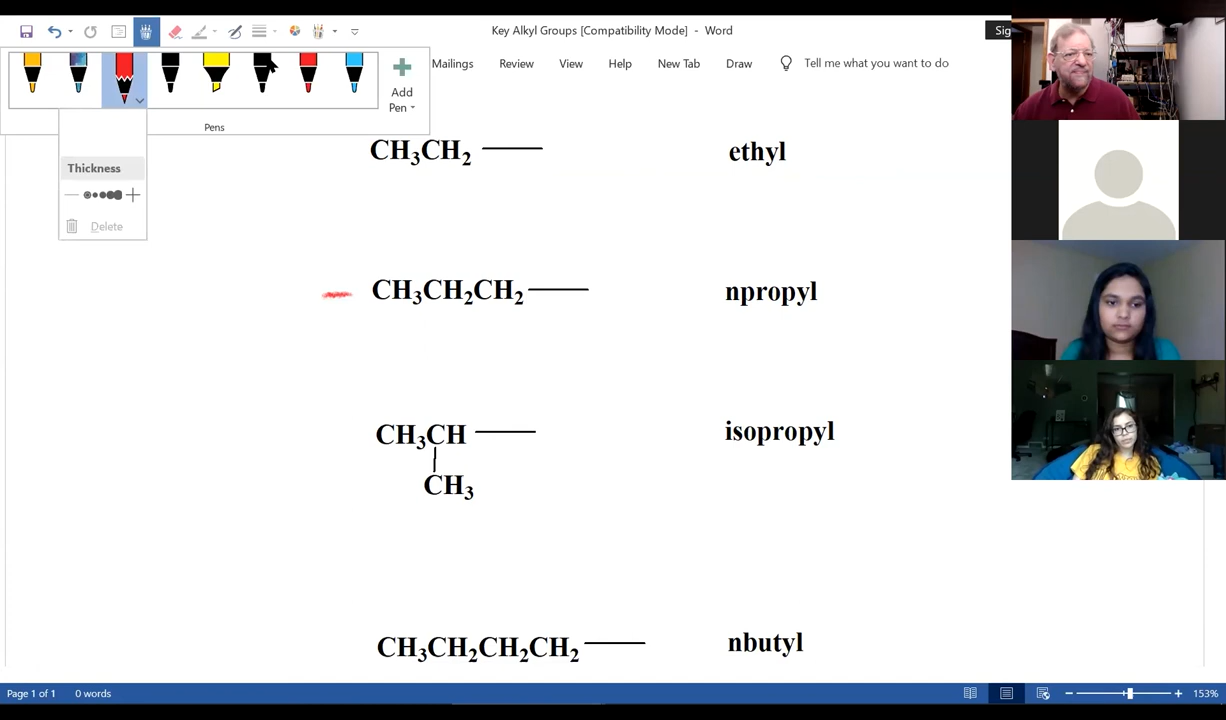 Key Alkyl Groups [Compatibility Mode] - Word
Mailings Review View Help New Tab Draw Tell me what you want to do
Add
Pen
Pens
Thickness
Delete
CH₃CH₂ ethyl
CH₃CH₂CH₂ npropyl
CH₃CH isopropyl
CH₃
CH₃CH₂CH₂CH₂ nbutyl
Page 1 of 1 0 words 153%